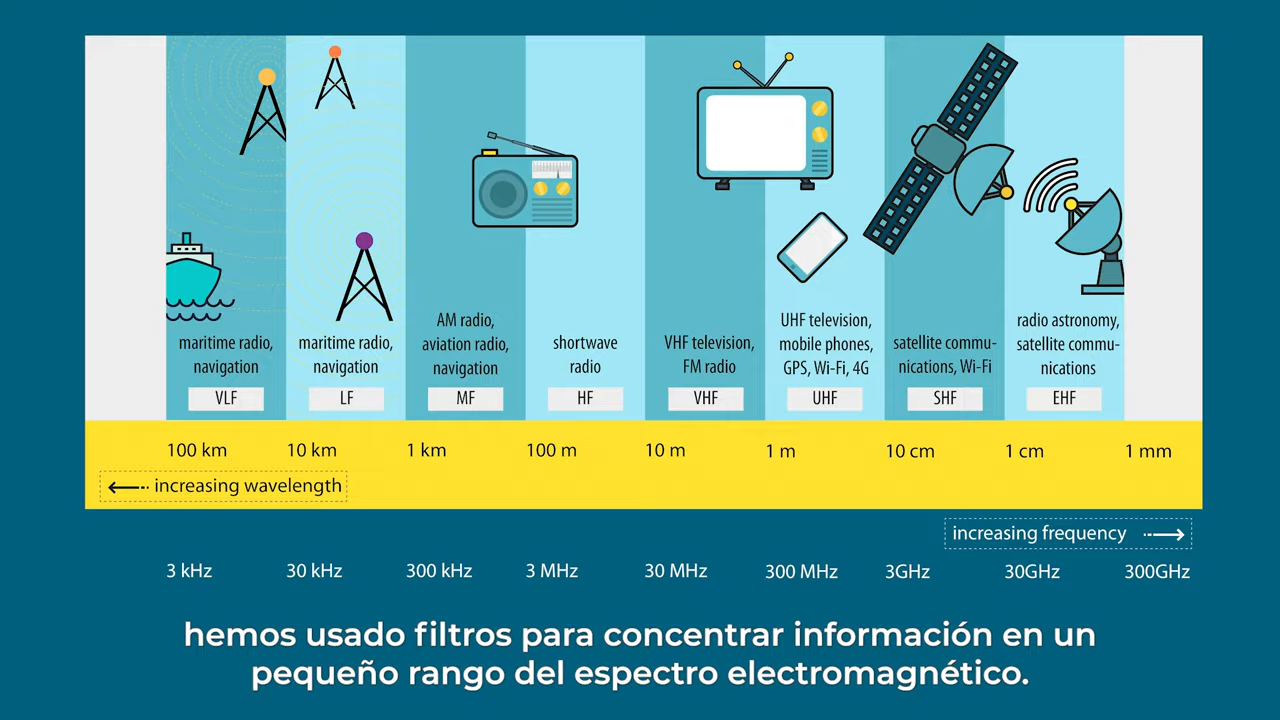 maritime radio,
navigation
VLF
maritime radio,
navigation
LF
AM radio,
aviation radio,
navigation
MF
shortwave
radio
HF
VHF television,
FM radio
VHF
UHF television,
mobile phones,
GPS, Wi-Fi, 4G
UHF
satellite commu-
nications, Wi-Fi
SHF
radio astronomy,
satellite commu-
nications
EHF
100 km 10 km 1 km 100 m 10 m 1 m 10 cm 1 cm 1 mm
increasing wavelength
increasing frequency
3 kHz 30 kHz 300 kHz 3 MHz 30 MHz 300 MHz 3GHz 30GHz 300GHz
hemos usado filtros para concentrar información en un
pequeño rango del espectro electromagnético.